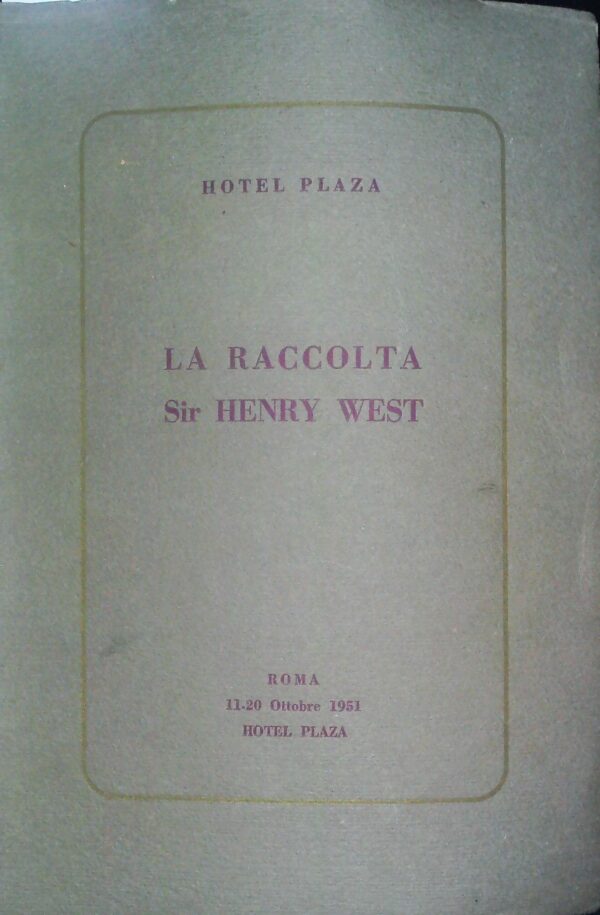 HOTEL PLAZA
LA RACCOLTA
Sir HENRY WEST
ROMA
11-20 Ottobre 1951
HOTEL PLAZA